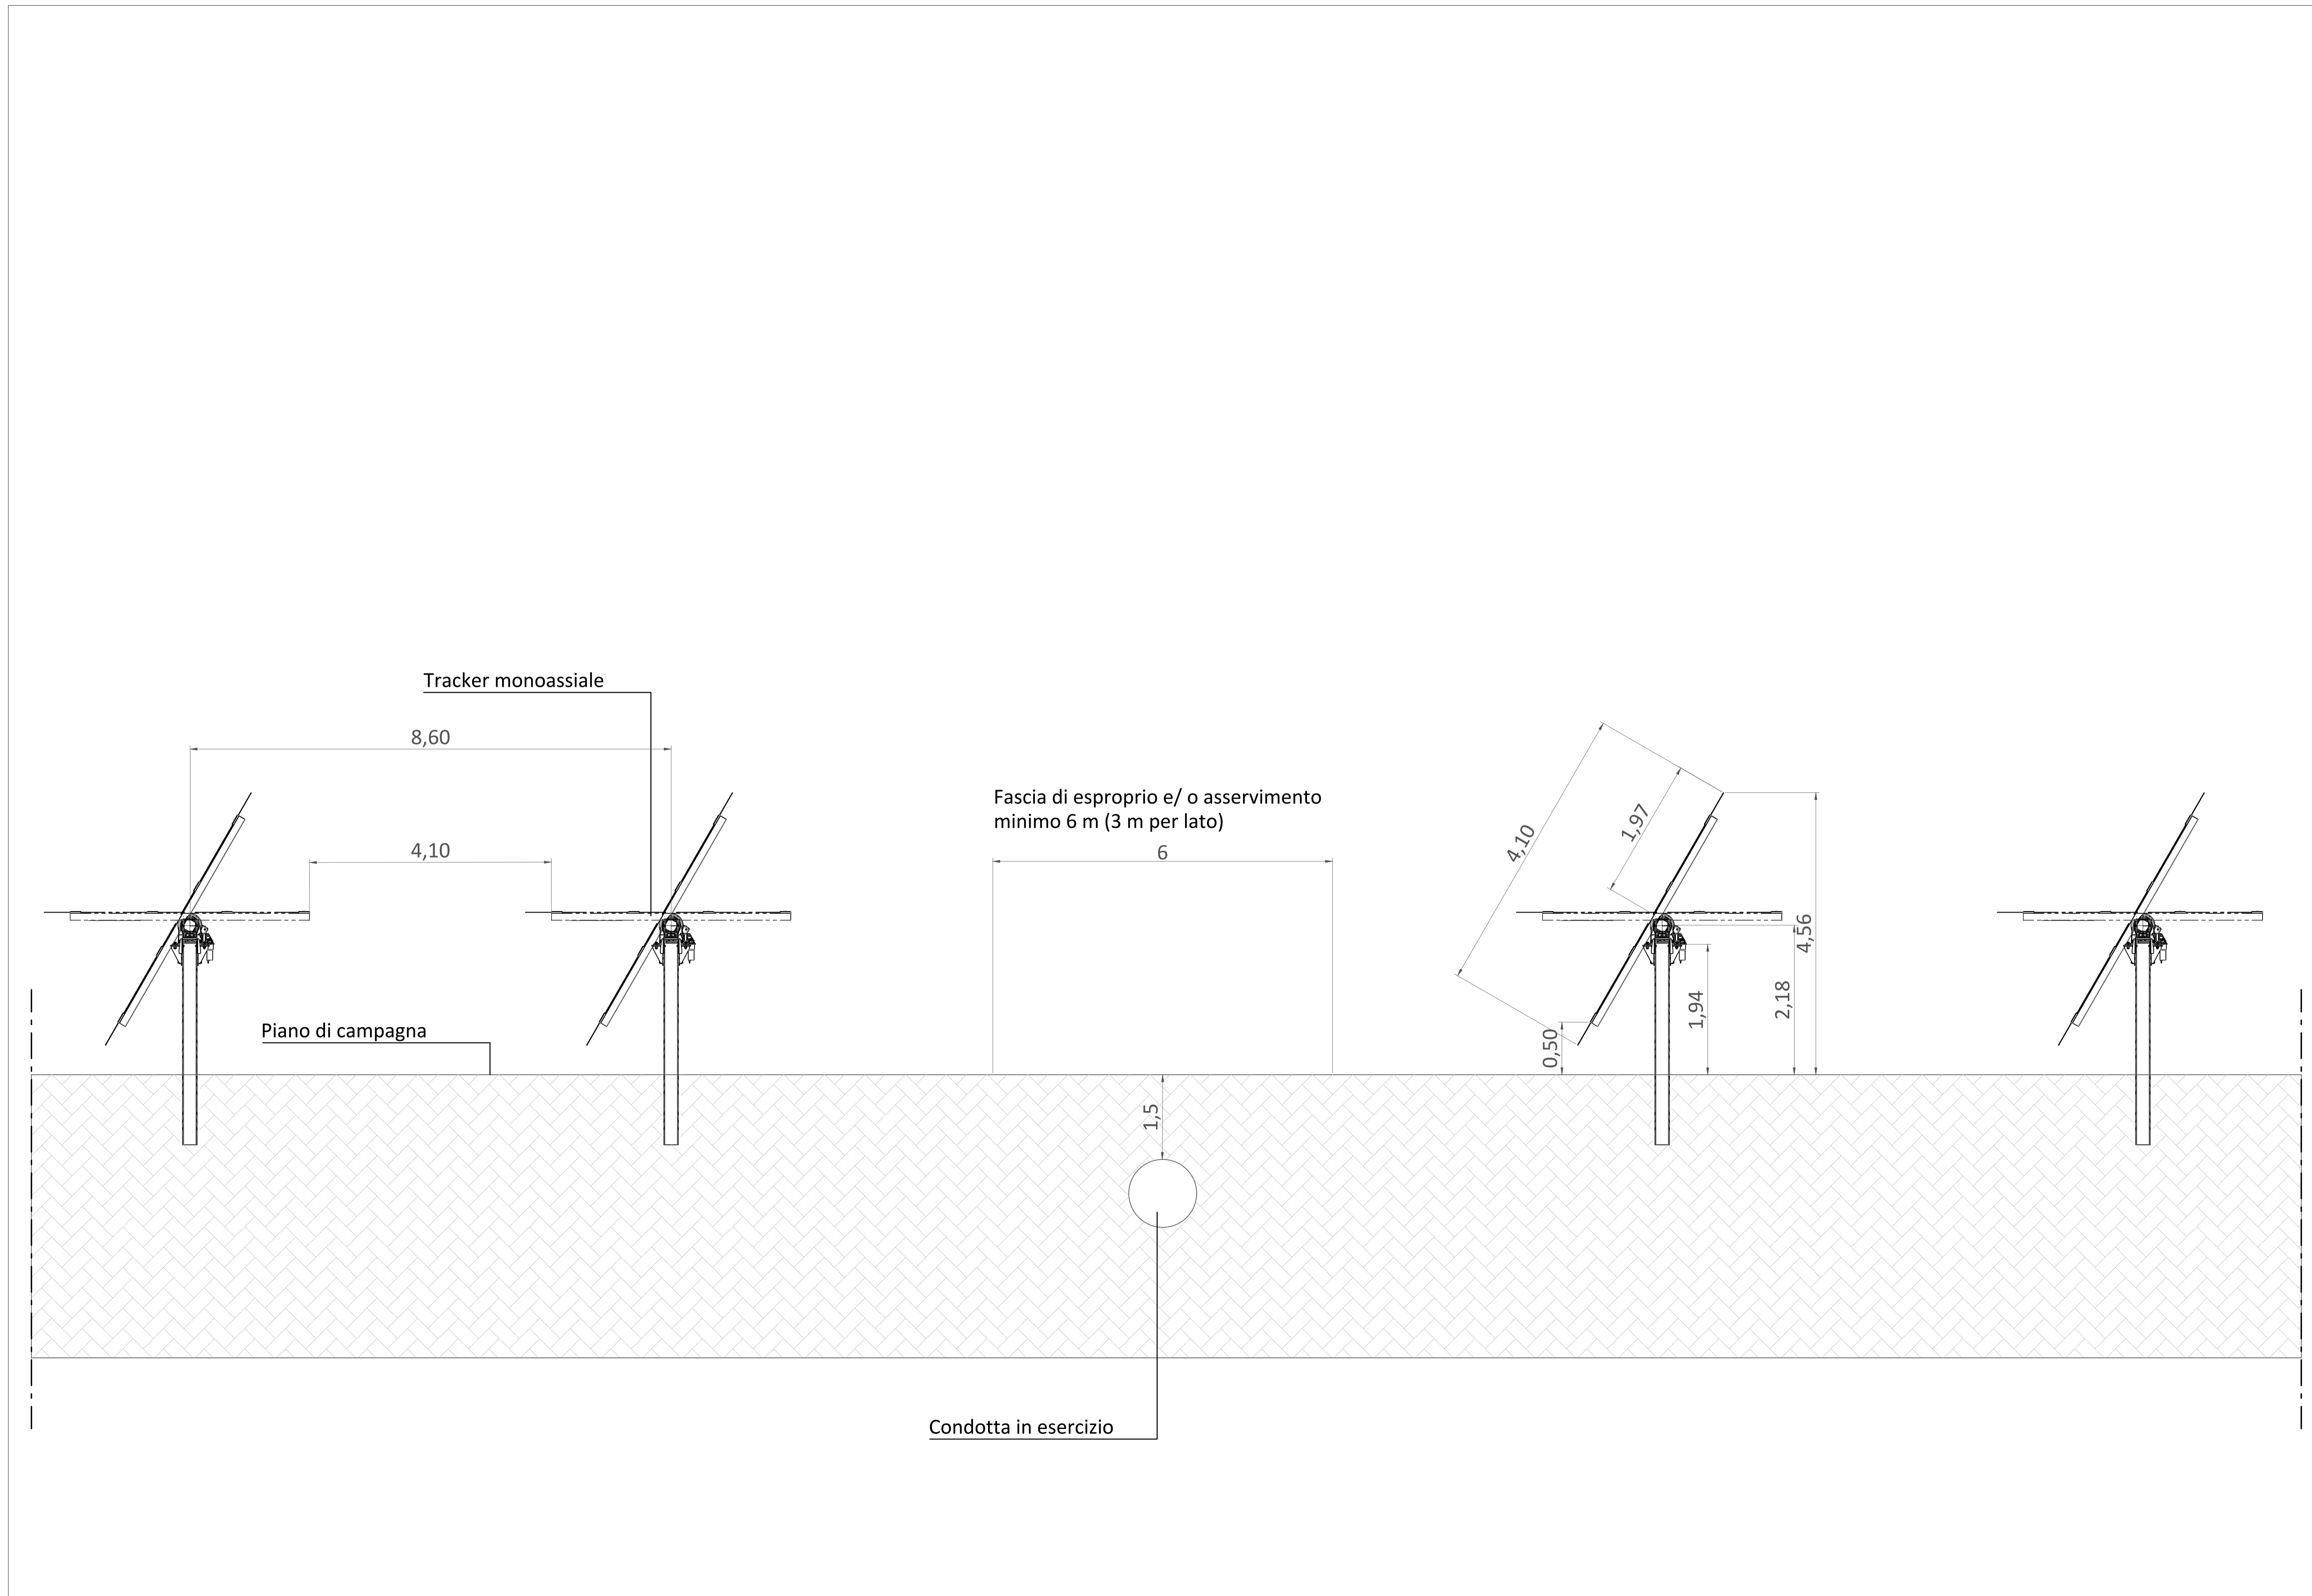 Tracker monoassiale
8,60
Fascia di esproprio e/ o asservimento
minimo 6 m (3 m per lato)
4,10
6
4,10
1,97
4,56
2,18
1,94
0,50
Piano di campagna
1,5
Condotta in esercizio